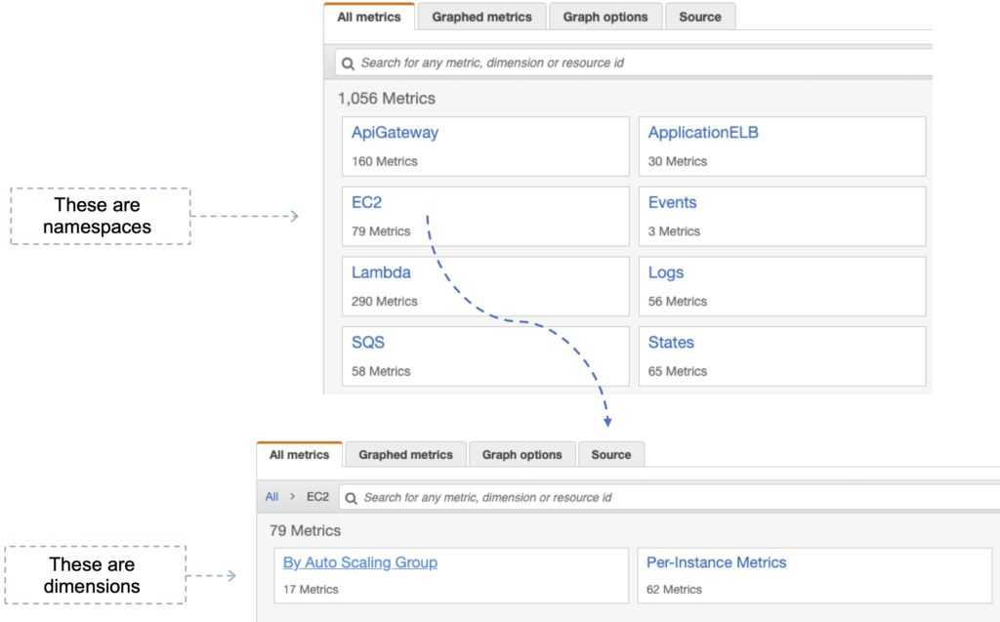 All metrics
Graphed metrics
Graph options
Source
Search for any metric, dimension or resource id
1,056 Metrics
ApiGateway
160 Metrics
ApplicationELB
30 Metrics
These are
namespaces
EC2
79 Metrics
Events
3 Metrics
Lambda
290 Metrics
Logs
56 Metrics
SQS
58 Metrics
States
65 Metrics
All metrics
Graphed metrics
Graph options
Source
All > EC2
Search for any metric, dimension or resource id
79 Metrics
These are
dimensions
By Auto Scaling Group
17 Metrics
Per-Instance Metrics
62 Metrics